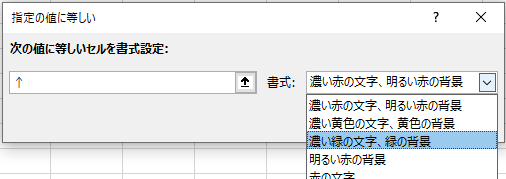 指定の値に等しい
次の値に等しいセルを書式設定:
↑
書式:
濃い赤の文字、明るい赤の背景
濃い赤の文字、明るい赤の背景
濃い黄色の文字、黄色の背景
濃い緑の文字、緑の背景
明るい赤の背景
赤の文字